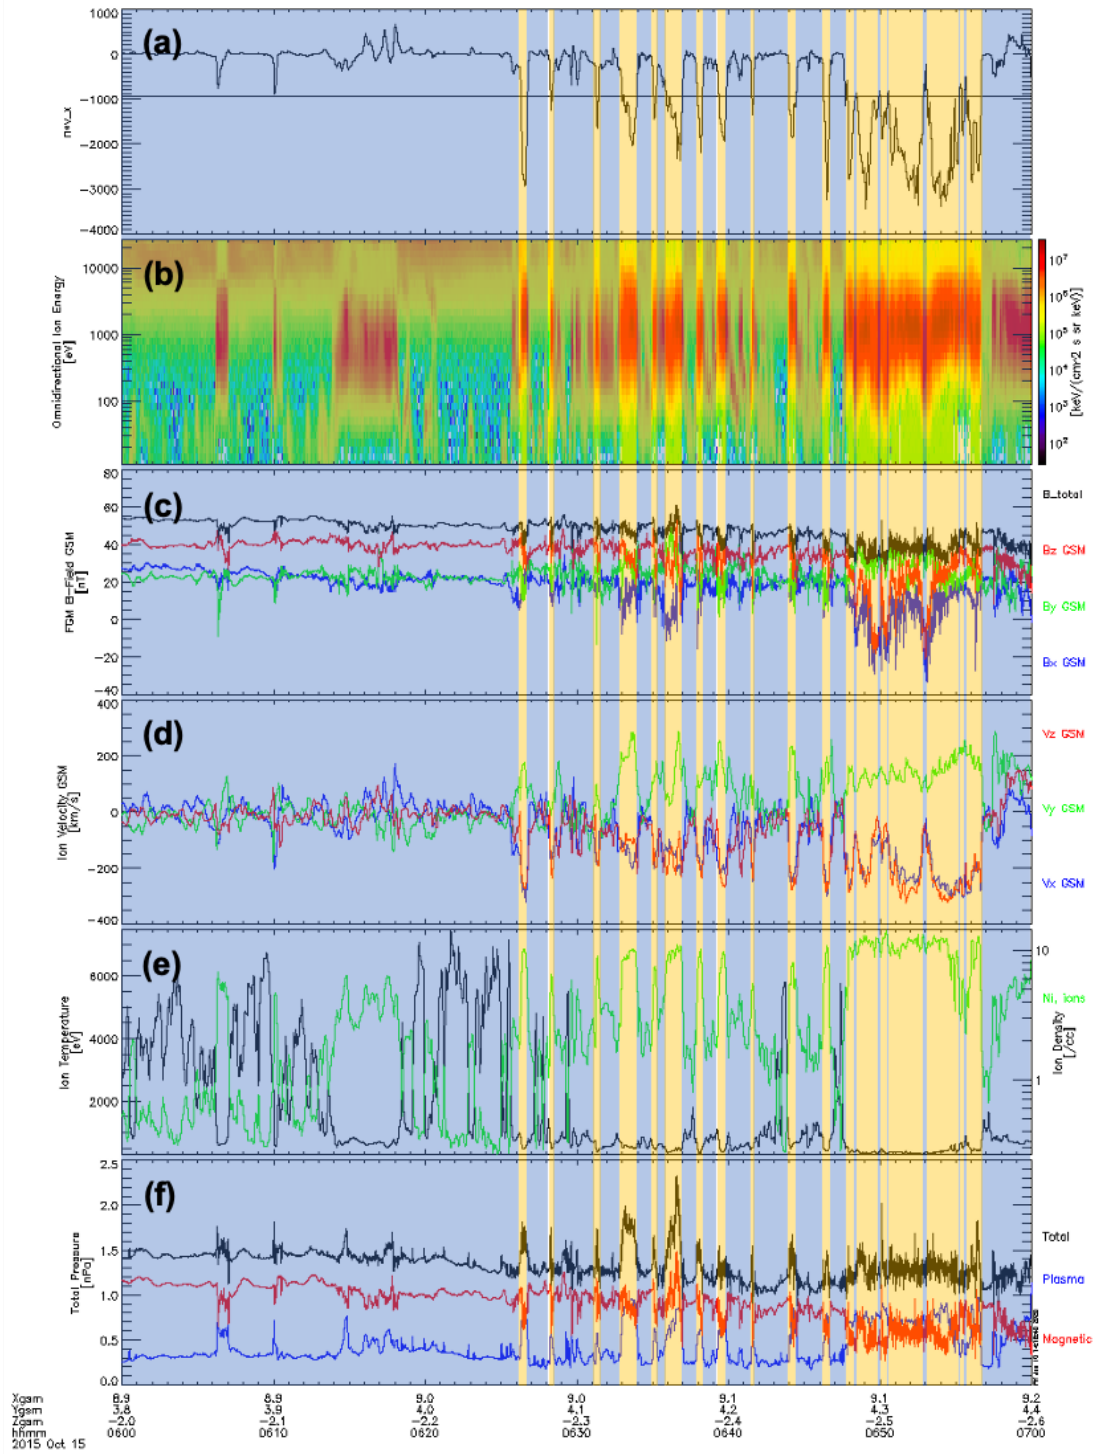 (a)
1000
0
−1000
−2000
−3000
−4000
n*v_x
(b)
10000
1000
100
Omnidirectional Ion Energy
[eV]
10⁷
10⁶
10⁵
10⁴
10³
10²
[keV/(cm^2 s sr keV)]
(c)
80
60
40
20
0
−20
−40
FGM B−Field GSM
[nT]
B_total
Bz GSM
By GSM
Bx GSM
(d)
400
200
0
−200
−400
Ion Velocity GSM
[km/s]
Vz GSM
Vy GSM
Vx GSM
(e)
6000
4000
2000
Ion Temperature
[eV]
10
1
Ni, ions
Ion Density
[/cc]
(f)
2.5
2.0
1.5
1.0
0.5
0.0
Total Pressure
[nPa]
Total
Plasma
Magnetic
Xgsm 8.9 8.9 9.0 9.0 9.1 9.1 9.2
Ygsm 3.8 3.9 4.0 4.1 4.2 4.3 4.4
Zgsm −2.0 −2.1 −2.2 −2.3 −2.4 −2.5 −2.6
hhmm 0600 0610 0620 0630 0640 0650 0700
2015 Oct 15